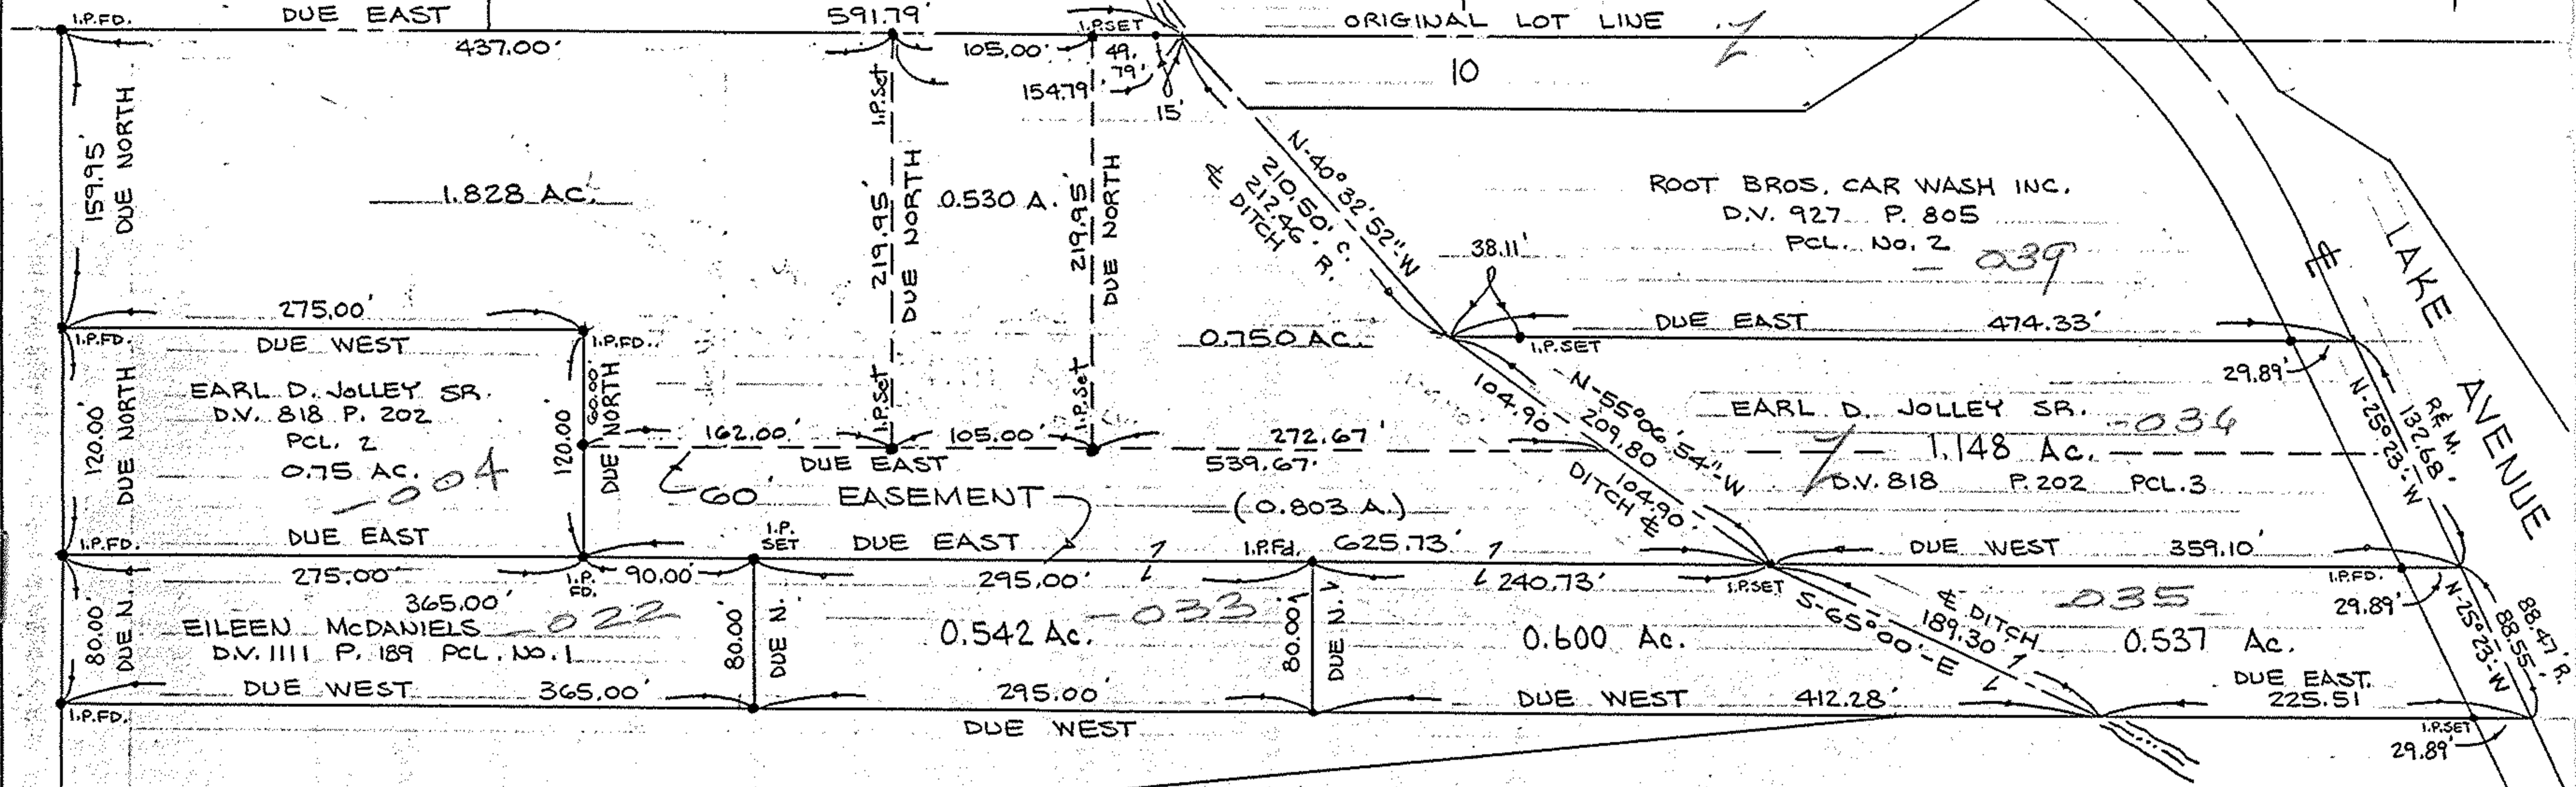 I.P.FD.
DUE EAST
591.79'
I.P.SET
ORIGINAL LOT LINE
437.00'
105.00'
49.
79'
154.79'
15'
10
159.95'
DUE NORTH
1.828 AC.
I.P.Set
219.95'
DUE NORTH
0.530 A.
219.95'
DUE NORTH
N-40°32'52"-W
210.50' C.
212.46' R.
℄ DITCH
ROOT BROS. CAR WASH INC.
D.V. 927 P. 805
PCL. NO. 2
- 039
38.11'
℄
LAKE AVENUE
275.00'
I.P.FD.
DUE WEST
I.P.FD.
0.750 AC.
DUE EAST
474.33'
I.P.SET
29.89'
120.00'
DUE NORTH
EARL D. JOLLEY SR.
D.V. 818 P. 202
PCL. 2
0.75 AC.
-004
120.00'
60.00'
DUE NORTH
I.P.Set
I.P.Set
162.00'
105.00'
272.67'
DUE EAST
539.67'
104.90
N-55°06'54"-W
209.80
104.90
DITCH ℄
EARL D. JOLLEY SR.
-034
1.148 Ac.
D.V. 818 P. 202 PCL. 3
N-25°23'-W
132.68'
R.& M.
60' EASEMENT
(0.803 A.)
I.P.FD.
DUE EAST
I.P.
SET
DUE EAST
I.P.Fd.
625.73'
DUE WEST
359.10'
275.00'
I.P.
FD.
90.00'
295.00'
240.73'
I.P.SET
I.P.FD.
29.89'
80.00'
DUE N.
365.00'
EILEEN McDANIELS
-022
D.V. 1111 P. 189 PCL. NO. 1
80.00'
DUE N.
0.542 Ac.
-033
80.00'
DUE N.
0.600 Ac.
℄ DITCH
189.30'
S-65°00'-E
-035
0.537 Ac.
N-25°23'-W
88.55'
88.47' R.
DUE WEST
365.00'
295.00'
DUE WEST
412.28'
DUE EAST
225.51
I.P.FD.
DUE WEST
I.P.SET
29.89'